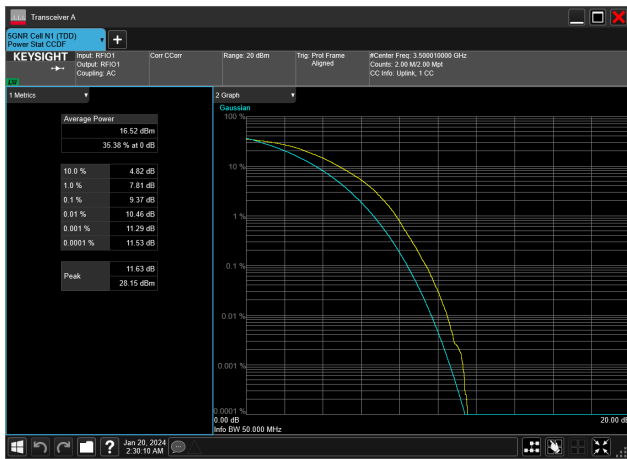 Transceiver A
5GNR Cell N1 (TDD)
Power Stat CCDF
KEYSIGHT
Input: RFIO1
Output: RFIO1
Coupling: AC
Corr CCorr
Range: 20 dBm
Trig: Prot Frame
Aligned
#Center Freq: 3.500010000 GHz
Counts: 2.00 M/2.00 Mpt
CC Info: Uplink, 1 CC
1 Metrics
Average Power
16.52 dBm
35.38 % at 0 dB
10.0 % 4.82 dB
1.0 % 7.81 dB
0.1 % 9.37 dB
0.01 % 10.46 dB
0.001 % 11.29 dB
0.0001 % 11.53 dB
Peak
11.63 dB
28.15 dBm
2 Graph
Gaussian
100 %
10 %
1 %
0.1 %
0.01 %
0.001 %
0.0001 %
0.00 dB
20.00 dB
Info BW 50.000 MHz
?
Jan 20, 2024
2:30:10 AM